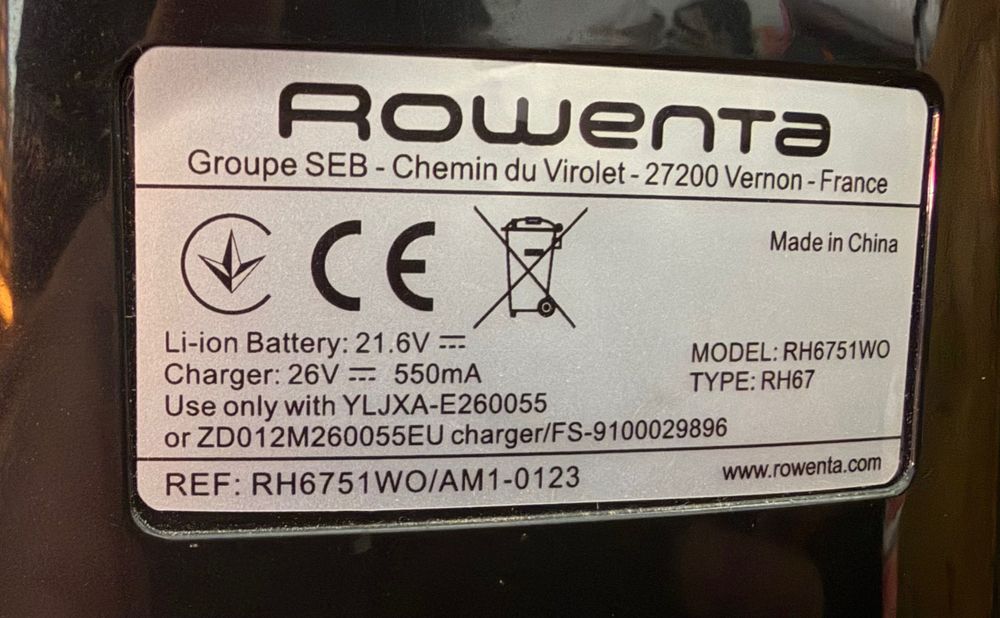 Rowenta
Groupe SEB - Chemin du Virolet - 27200 Vernon - France
CE
Made in China
Li-ion Battery: 21.6V
Charger: 26V 550mA
Use only with YLJXA-E260055
or ZD012M260055EU charger/FS-9100029896
MODEL: RH6751WO
TYPE: RH67
REF: RH6751WO/AM1-0123
www.rowenta.com